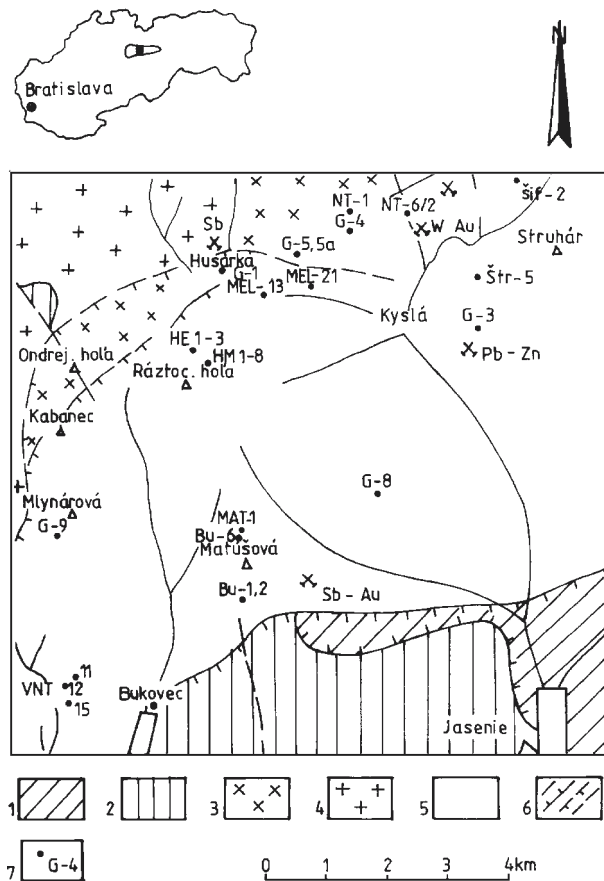 N
Bratislava
NT-1
NT-6/2
Šif-2
Sb
G-4
W Au
Struhár
G-5,5a
Husárka
G-1
MEL-21
Štr-5
MEL-13
Kyslá
G-3
HE 1-3
Pb-Zn
Ondrej. hoľa
HM 1-8
Ráztoc. hoľa
Kabanec
G-8
Mlynárová
MAT-1
G-9
Bu-6
Matúšová
Sb-Au
Bu-1,2
11
VNT 12
15
Bukovec
Jasenie
1 2 3 4 5 6
7 G-4
0 1 2 3 4km